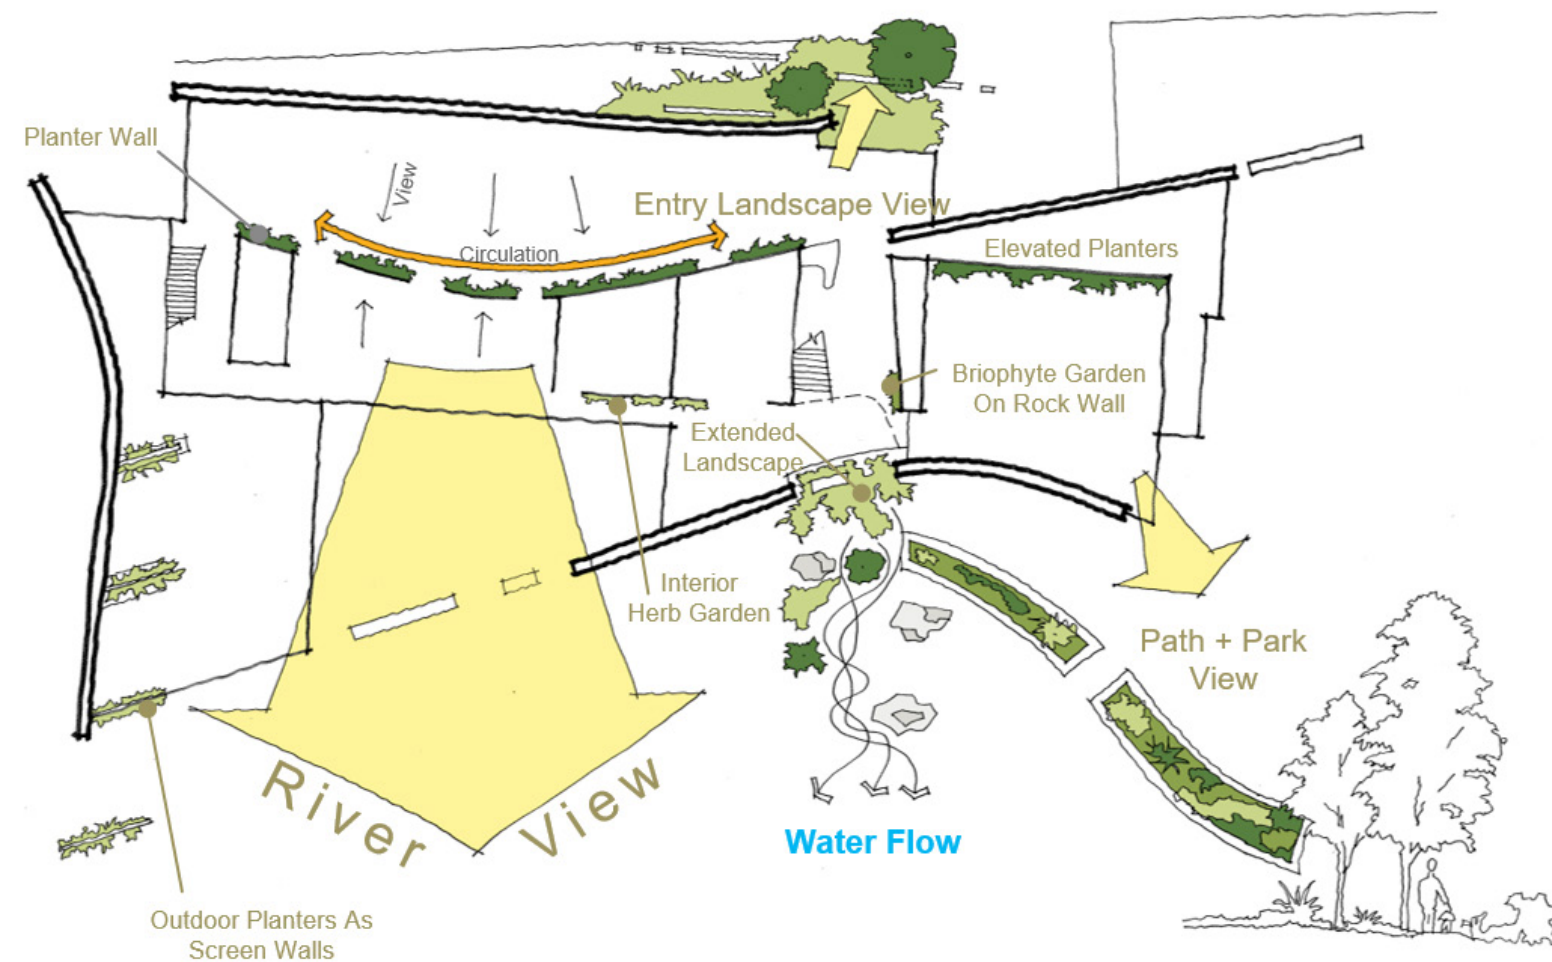 Planter Wall
View
Entry Landscape View
Circulation
Elevated Planters
Briophyte Garden
On Rock Wall
Extended
Landscape
Interior
Herb Garden
Path + Park
View
River View
Water Flow
Outdoor Planters As
Screen Walls